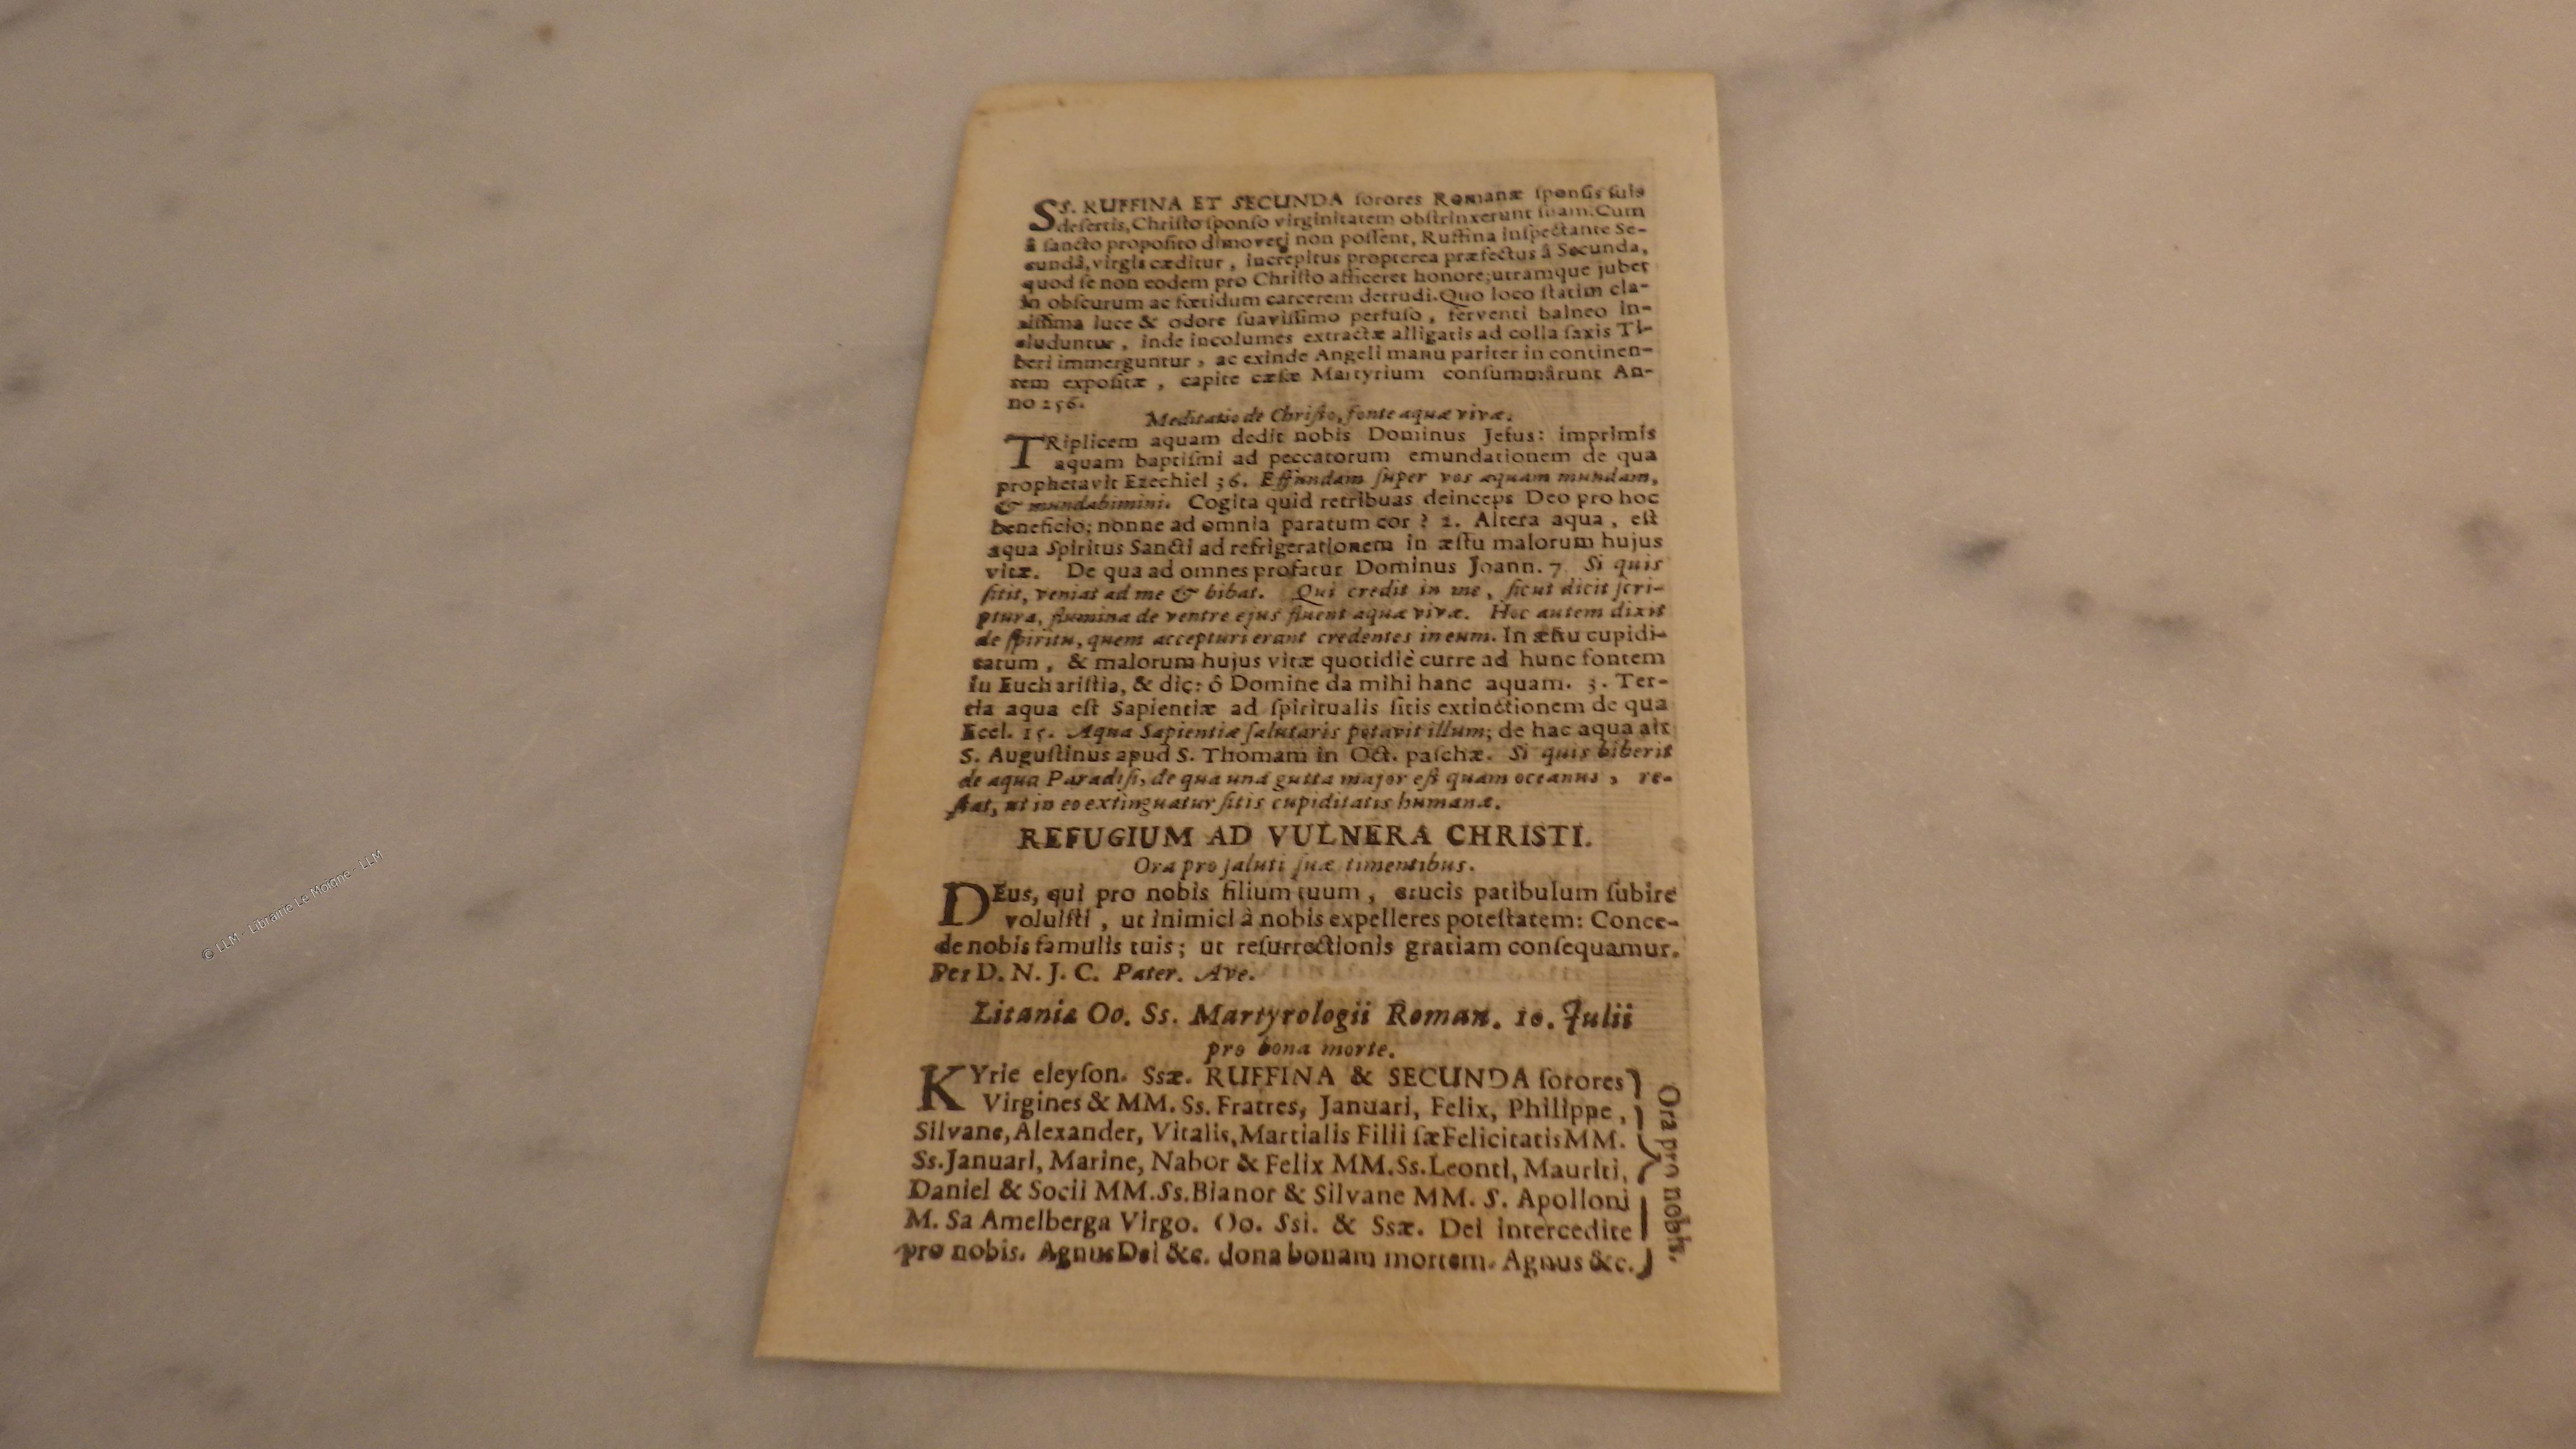 SS. RUFFINA ET SECUNDA ſorores Romanæ ſponſis ſuis
deſertis, Chriſto ſponſo virginitatem obſtrinxerunt ſuam. Cum
â ſancto propoſito dimoveri non poſſent, Ruffina inſpectante Se-
cundâ, virgis cæditur, increpitus propterea præfectus â Secunda,
quod ſe non eodem pro Chriſto afficeret honore; utramque jubet
in obſcurum ac fœtidum carcerem detrudi. Quo loco ſtatim cla-
riſſima luce & odore ſuaviſſimo perfuſo, ferventi balneo in-
cluduntur, inde incolumes extractæ alligatis ad colla ſaxis Ti-
beri immerguntur, ac exinde Angeli manu pariter in continen-
tem expoſitæ, capite cæſæ Martyrium conſummârunt An-
no 256.
Meditatio de Chriſto, fonte aquæ vivæ.
TRiplicem aquam dedit nobis Dominus Jeſus: imprimis
aquam baptiſmi ad peccatorum emundationem de qua
prophetavit Ezechiel 36. Effundam ſuper vos aquam mundam,
& mundabimini. Cogita quid retribuas deinceps Deo pro hoc
beneficio; nonne ad omnia paratum cor? 2. Altera aqua, eſt
aqua Spiritus Sancti ad refrigerationem in æſtu malorum hujus
vitæ. De qua ad omnes profatur Dominus Joann. 7 Si quis
ſitit, veniat ad me & bibat. Qui credit in me, ſicut dicit ſcri-
ptura, flumina de ventre ejus fluent aquæ vivæ. Hoc autem dixit
de ſpiritu, quem accepturi erant credentes in eum. In æſtu cupidi-
tatum, & malorum hujus vitæ quotidiè curre ad hunc fontem
in Euchariſtia, & dic: ô Domine da mihi hanc aquam. 3. Ter-
tia aqua eſt Sapientiæ ad ſpiritualis ſitis extinctionem de qua
Eccl. 15. Aqua Sapientiæ ſalutaris potavit illum; de hac aqua ait
S. Auguſtinus apud S. Thomam in Oct. paſchæ. Si quis biberit
de aqua Paradiſi, de qua una gutta major eſt quam oceanus, re-
ſtat, ut in eo extinguatur ſitis cupiditatis humanæ.
REFUGIUM AD VULNERA CHRISTI.
Ora pro ſaluti ſuæ timentibus.
DEus, qui pro nobis filium tuum, crucis patibulum ſubire
voluiſti, ut inimici à nobis expelleres poteſtatem: Conce-
de nobis famulis tuis; ut reſurrectionis gratiam conſequamur.
Per D. N. J. C. Pater. Ave.
Litania Oo. Ss. Martyrologii Roman. 10. Julii
pro bona morte.
KYrie eleyſon. Ssæ. RUFFINA & SECUNDA ſorores
Virgines & MM. Ss. Fratres, Januari, Felix, Philippe,
Silvane, Alexander, Vitalis, Martialis Filii ſæ Felicitatis MM.
Ss. Januari, Marine, Nabor & Felix MM. Ss. Leonti, Mauriti,
Daniel & Socii MM. Ss. Bianor & Silvane MM. S. Apolloni
M. Sa Amelberga Virgo. Oo. Ssi. & Ssæ. Dei intercedite
pro nobis. Agnus Dei &c. dona bonam mortem. Agnus &c.
Ora pro nobis.
© LLM - Librairie Le Moigne - LLM